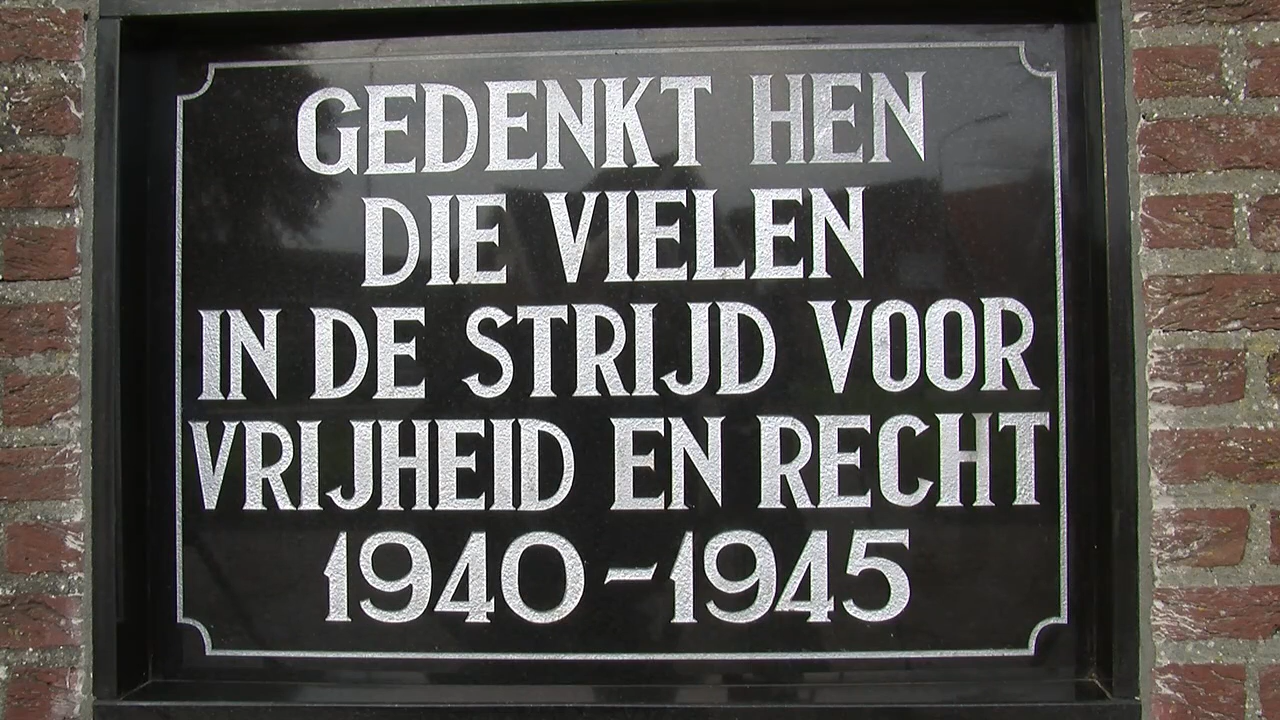 GEDENKT HEN
DIE VIELEN
IN DE STRIJD VOOR
VRIJHEID EN RECHT
1940-1945